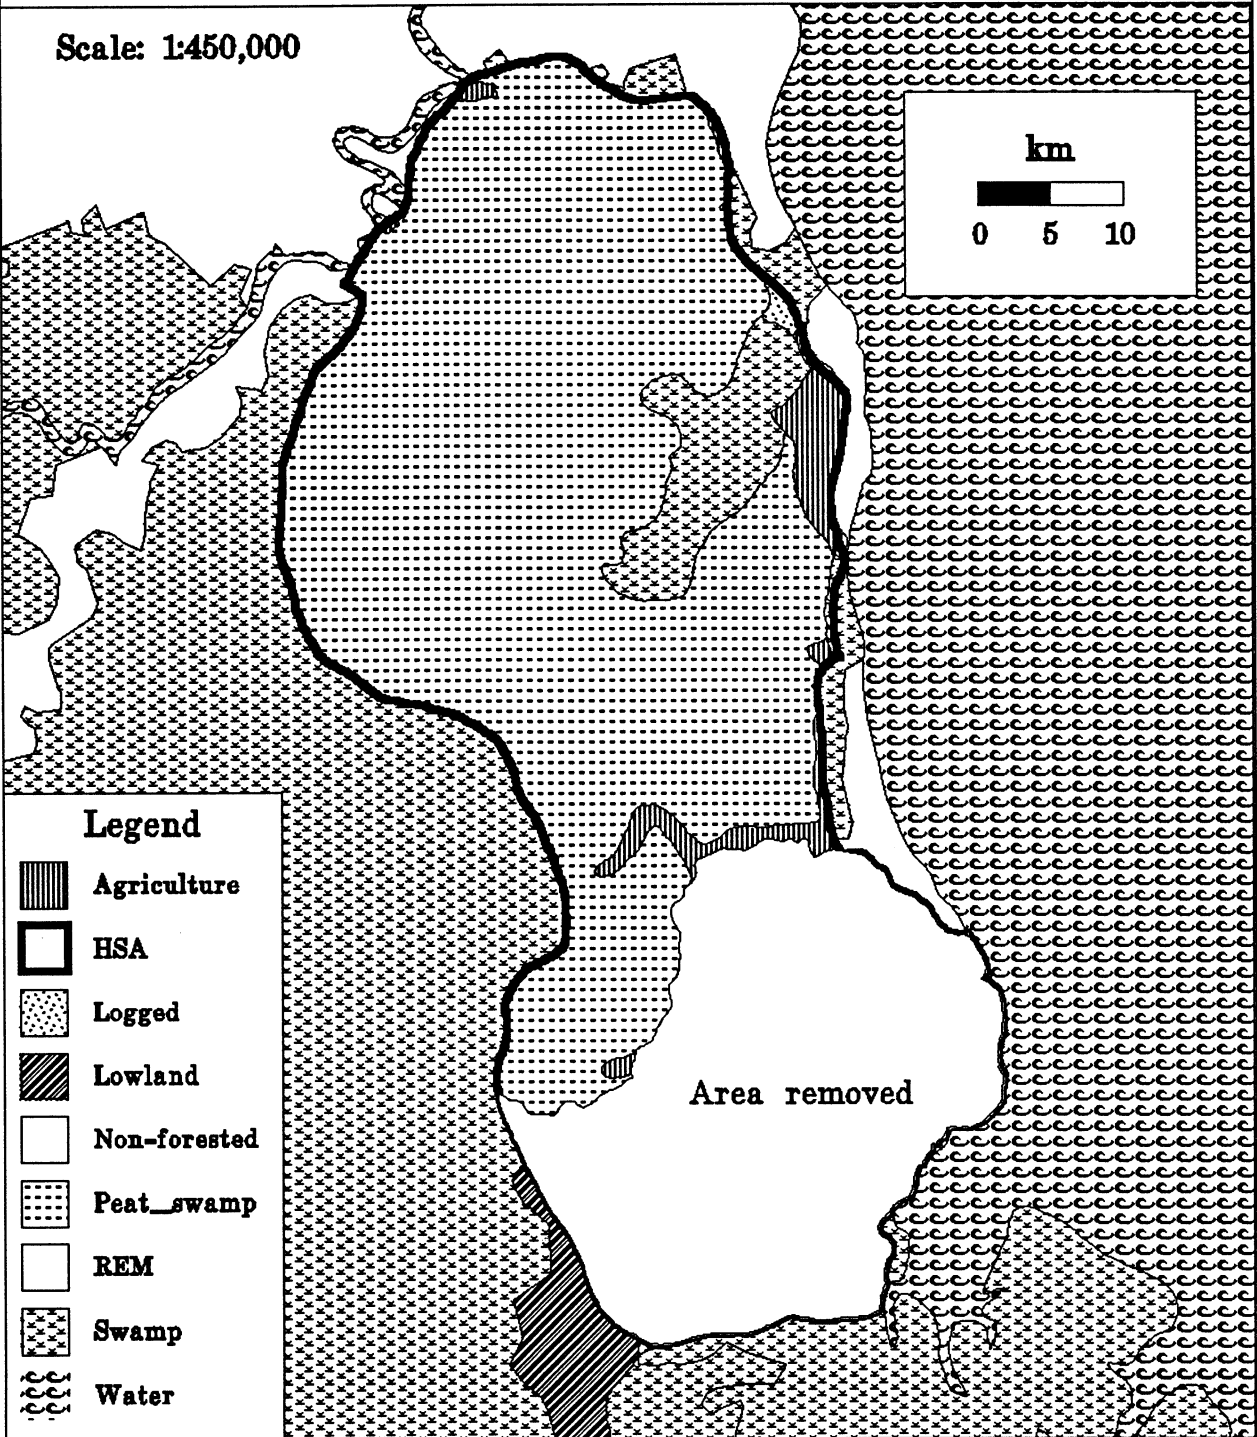 Scale: 1:450,000
km
0 5 10
Legend
Agriculture
HSA
Logged
Lowland
Non-forested
Peat_swamp
REM
Swamp
Water
Area removed